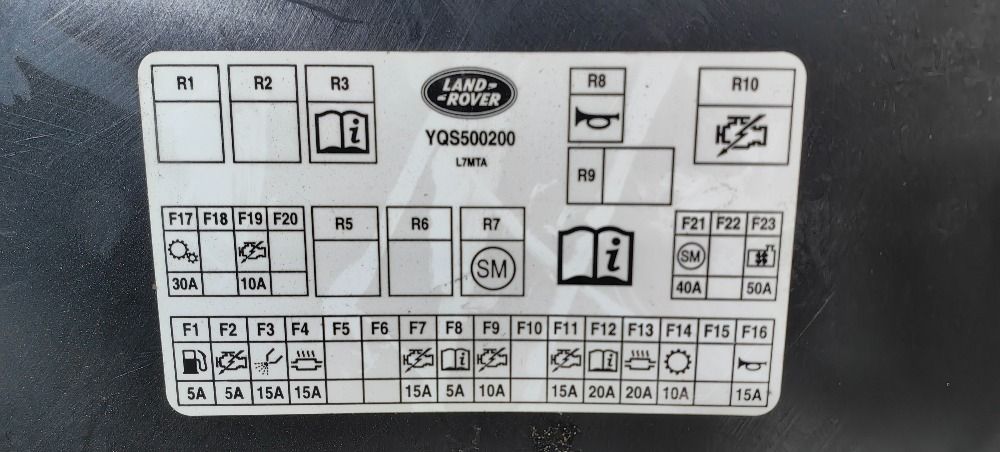 R1 R2 R3 LAND- R8 R10
-ROVER
YQS500200
L7MTA
R9
F17 F18 F19 F20 R5 R6 R7 F21 F22 F23
SM SM
30A 10A 40A 50A
F1 F2 F3 F4 F5 F6 F7 F8 F9 F10 F11 F12 F13 F14 F15 F16
5A 5A 15A 15A 15A 5A 10A 15A 20A 20A 10A 15A